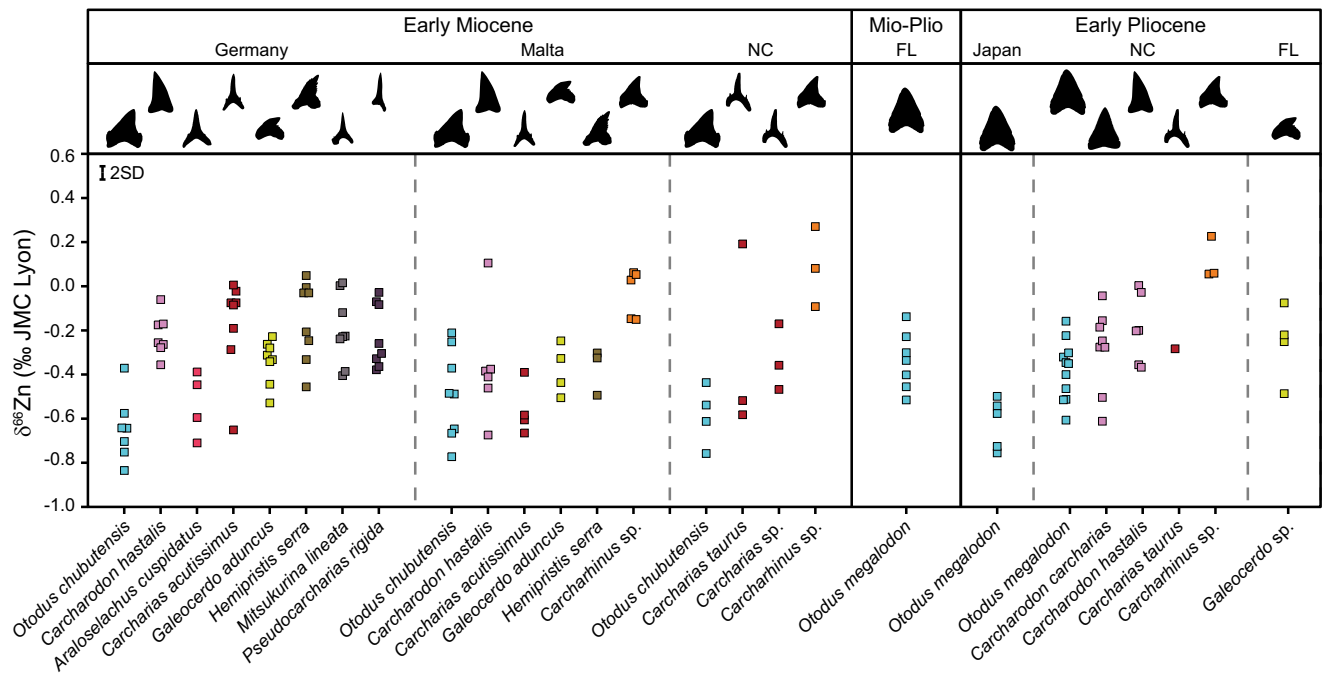 Early Miocene
Mio-Plio
Early Pliocene
Germany
Malta
NC
FL
Japan
NC
FL
0.6
0.4
0.2
0.0
-0.2
-0.4
-0.6
-0.8
-1.0
2SD
δ⁶⁶Zn (‰ JMC Lyon)
Otodus chubutensis
Carcharodon hastalis
Araloselachus cuspidatus
Carcharias acutissimus
Galeocerdo aduncus
Hemipristis serra
Mitsukurina lineata
Pseudocarcharias rigida
Otodus chubutensis
Carcharodon hastalis
Carcharias acutissimus
Galeocerdo aduncus
Hemipristis serra
Carcharhinus sp.
Otodus chubutensis
Carcharias taurus
Carcharias sp.
Carcharhinus sp.
Otodus megalodon
Otodus megalodon
Otodus megalodon
Carcharodon carcharias
Carcharodon hastalis
Carcharias taurus
Carcharhinus sp.
Galeocerdo sp.